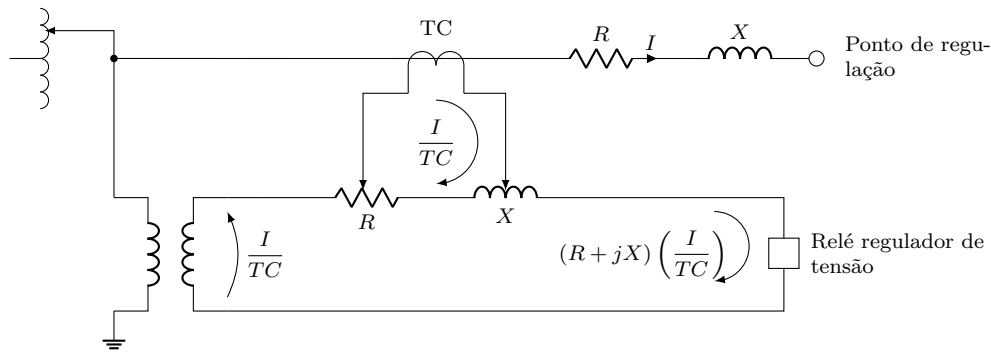 TC
R
I
X
Ponto de regu-
lação
I
TC
R
X
I
TC
(R + jX) (I
TC)
Relé regulador de
tensão